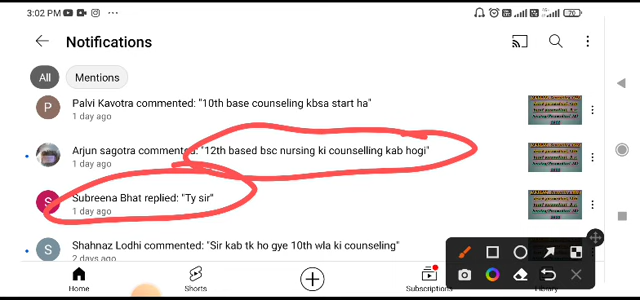 3:02 PM
70
Notifications
All
Mentions
Palvi Kavotra commented: "10th base counseling kbsa start ha"
1 day ago
Arjun sagotra commented: "12th based bsc nursing ki counselling kab hogi"
1 day ago
S
Subreena Bhat replied: "Ty sir"
1 day ago
S
Shahnaz Lodhi commented: "Sir kab tk ho gye 10th wla ki counseling"
2 days ago
P
Home
Shorts
Subscriptions
Library